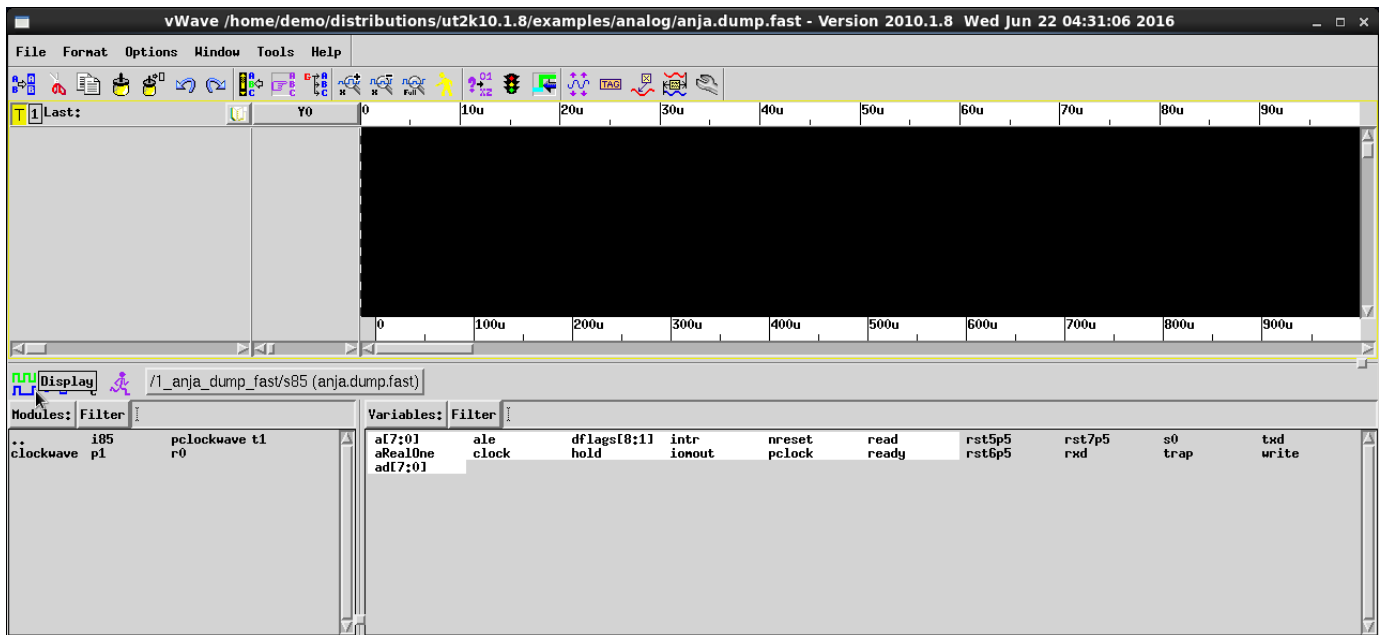 vWave /home/demo/distributions/ut2k10.1.8/examples/analog/anja.dump.fast - Version 2010.1.8 Wed Jun 22 04:31:06 2016
File Format Options Window Tools Help
TAG
T 1 Last: Y0 0 10u 20u 30u 40u 50u 60u 70u 80u 90u
0 100u 200u 300u 400u 500u 600u 700u 800u 900u
Display /1_anja_dump_fast/s85 (anja.dump.fast)
Modules: Filter Variables: Filter
.. i85 pclockwave t1 a[7:0] ale dflags[8:1] intr nreset read rst5p5 rst7p5 s0 txd
clockwave p1 r0 aRealOne clock hold iomout pclock ready rst6p5 rxd trap write
ad[7:0]